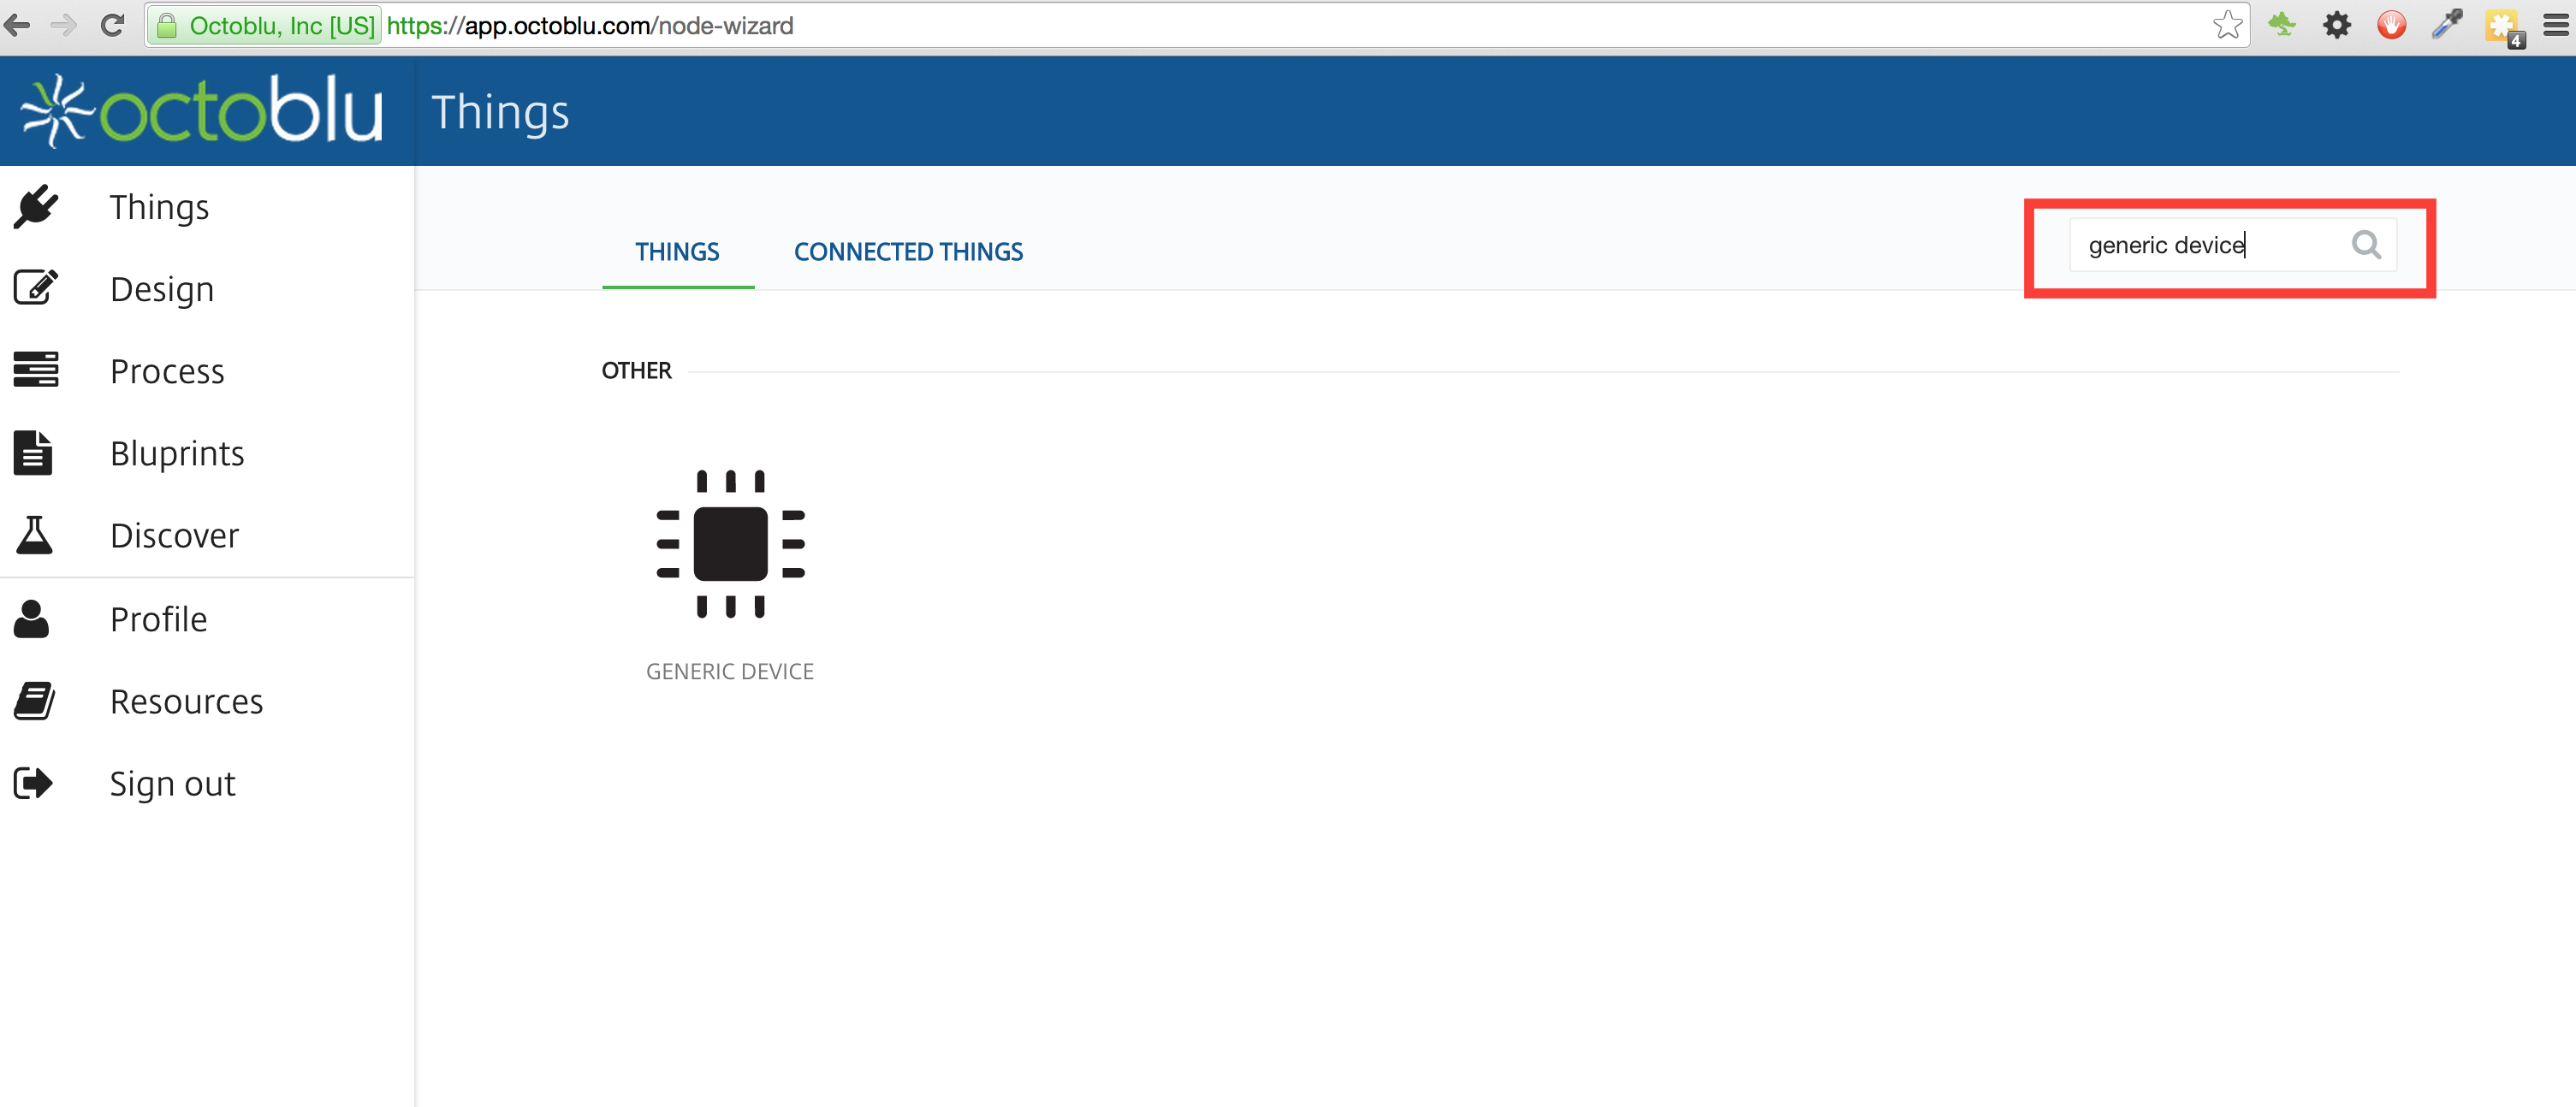 Octoblu, Inc [US] https://app.octoblu.com/node-wizard
4
octoblu
Things
Things
Design
Process
Bluprints
Discover
Profile
Resources
Sign out
THINGS
CONNECTED THINGS
generic device
OTHER
GENERIC DEVICE